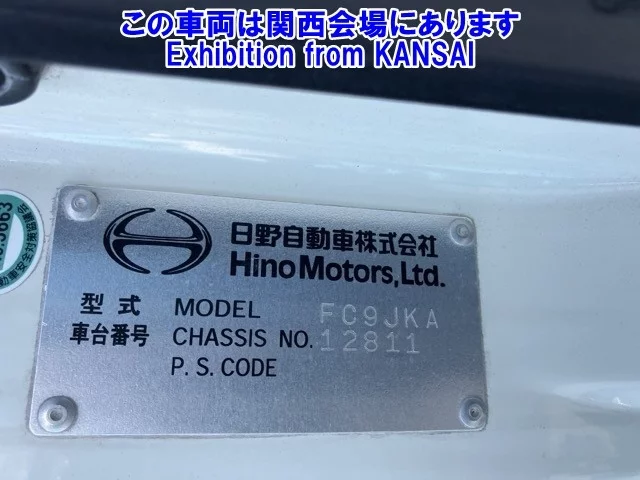 この車両は関西会場にあります
Exhibition from KANSAI
日野自動車株式会社
Hino Motors, Ltd.
型式 MODEL FC9JKA
車台番号 CHASSIS NO. 12811
P. S. CODE